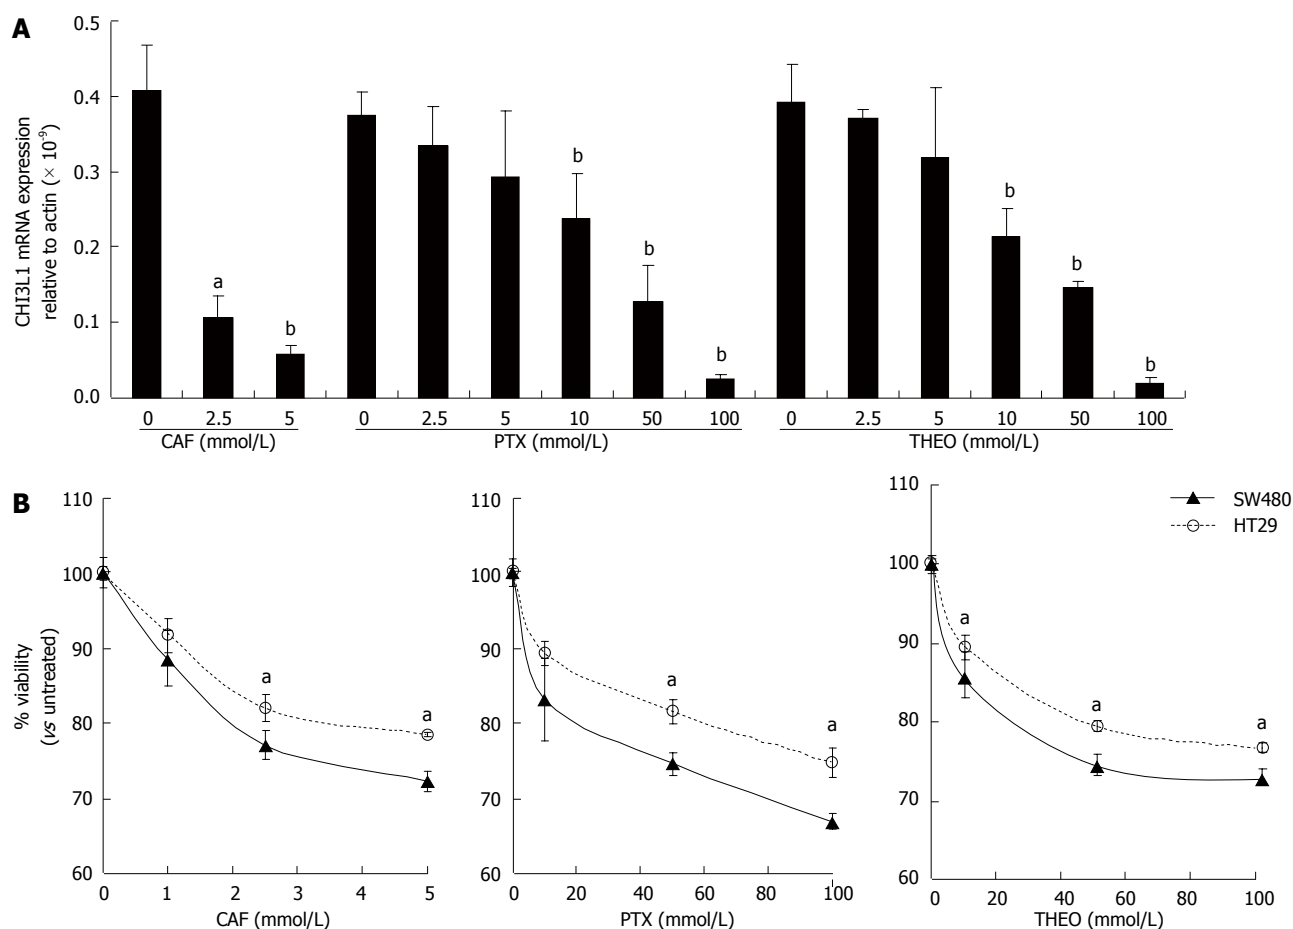 A
CHI3L1 mRNA expression
relative to actin (× 10⁻⁹)
0.5
0.4
0.3
0.2
0.1
0.0
a
b
b
b
b
b
b
b
0 2.5 5 0 2.5 5 10 50 100 0 2.5 5 10 50 100
CAF (mmol/L) PTX (mmol/L) THEO (mmol/L)
B
% viability
(vs untreated)
110
100
90
80
70
60
a
a
0 1 2 3 4 5
CAF (mmol/L)
110
100
90
80
70
60
a
a
0 20 40 60 80 100
PTX (mmol/L)
110
100
90
80
70
60
a
a
a
0 20 40 60 80 100
THEO (mmol/L)
SW480
HT29